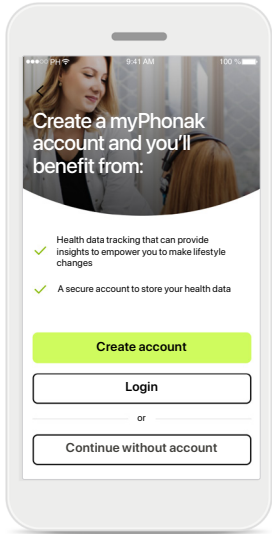 PH 9:41 AM 100 %
Create a myPhonak
account and you'll
benefit from:
Health data tracking that can provide
insights to empower you to make lifestyle
changes
A secure account to store your health data
Create account
Login
or
Continue without account